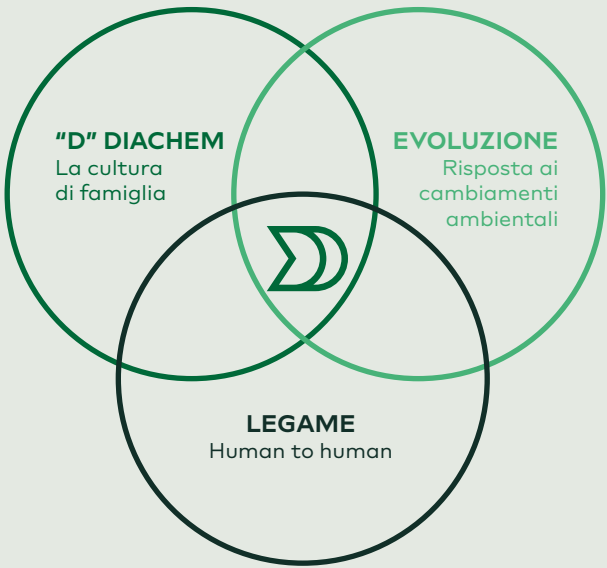 “D” DIACHEM
La cultura
di famiglia
EVOLUZIONE
Risposta ai
cambiamenti
ambientali
LEGAME
Human to human